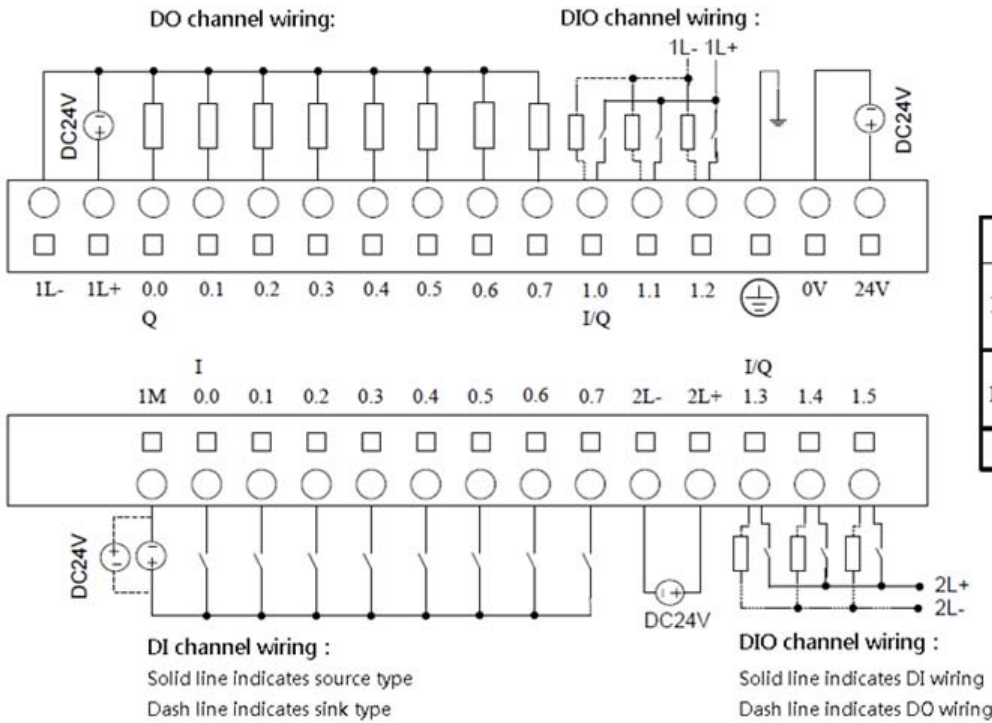 DO channel wiring:
DIO channel wiring :
1L- 1L+
DC24V
DC24V
1L- 1L+ 0.0 0.1 0.2 0.3 0.4 0.5 0.6 0.7 1.0 1.1 1.2 0V 24V
Q I/Q
I I/Q
1M 0.0 0.1 0.2 0.3 0.4 0.5 0.6 0.7 2L- 2L+ 1.3 1.4 1.5
DC24V
DC24V
2L+
2L-
DI channel wiring :
Solid line indicates source type
Dash line indicates sink type
DIO channel wiring :
Solid line indicates DI wiring
Dash line indicates DO wiring